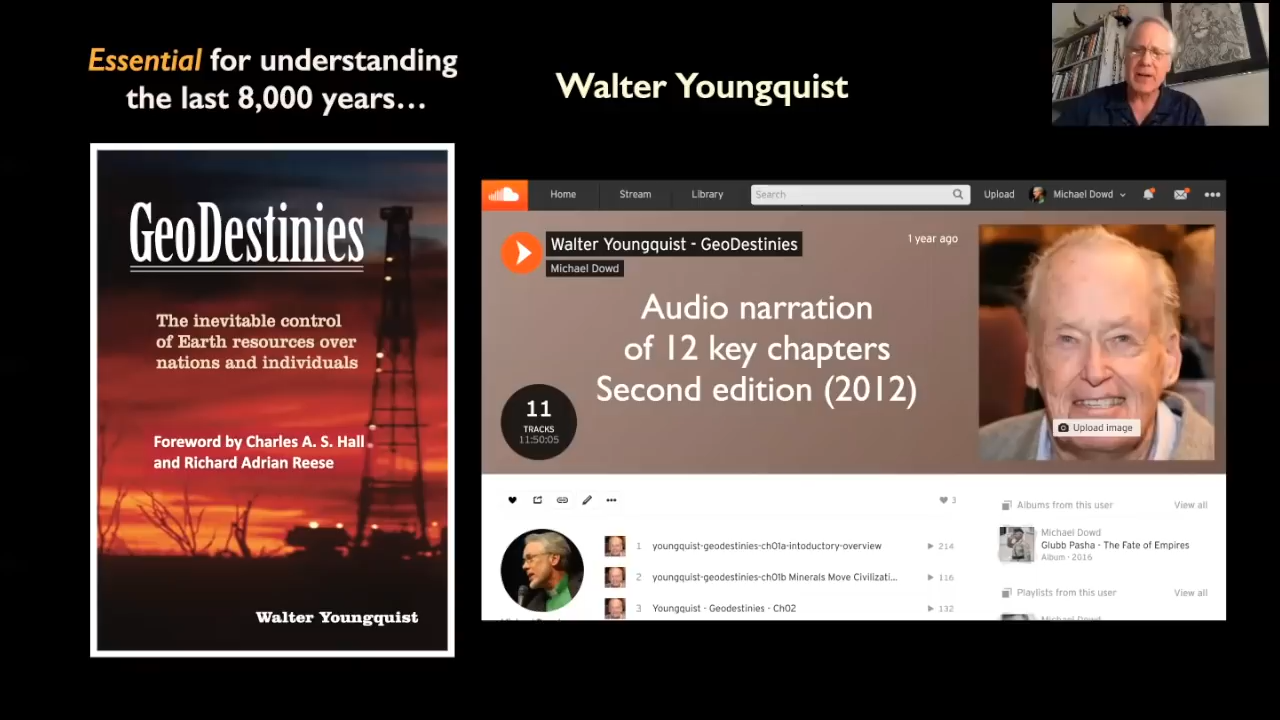 Essential for understanding
the last 8,000 years...
Walter Youngquist
GeoDestinies
The inevitable control
of Earth resources over
nations and individuals
Foreword by Charles A. S. Hall
and Richard Adrian Reese
Walter Youngquist
Home Stream Library Search Upload Michael Dowd
Walter Youngquist - GeoDestinies
1 year ago
Michael Dowd
Audio narration
of 12 key chapters
Second edition (2012)
11
TRACKS
11:50:05
Upload image
3
Albums from this user View all
Michael Dowd
Glubb Pasha - The Fate of Empires
Album · 2016
Playlists from this user View all
1 youngquist-geodestinies-ch01a-intoductory-overview 214
2 youngquist-geodestinies-ch01b Minerals Move Civilizati... 116
3 Youngquist - Geodestinies - Ch02 132